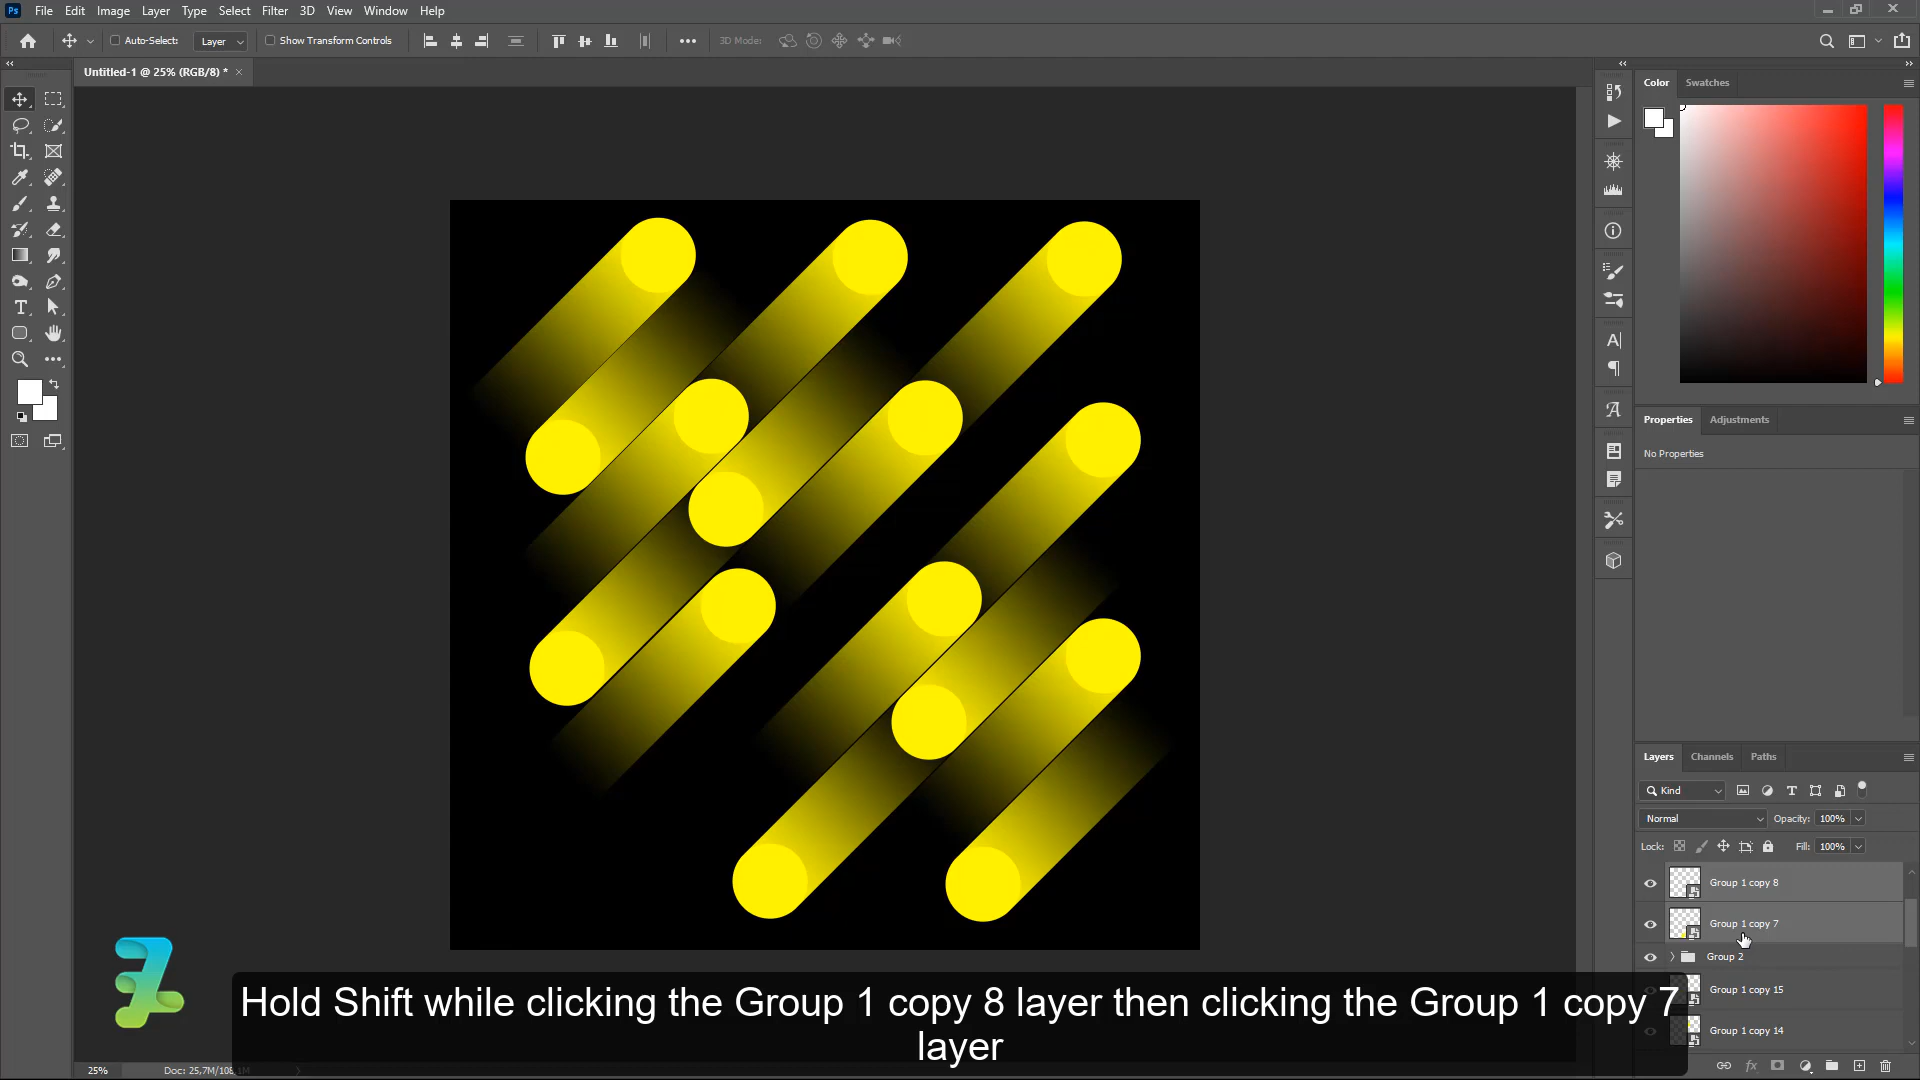 Ps File Edit Image Layer Type Select Filter 3D View Window Help
Auto-Select: Layer Show Transform Controls 3D Mode:
Untitled-1 @ 25% (RGB/8) *
Color Swatches
Properties Adjustments
No Properties
Layers Channels Paths
Kind
Normal Opacity: 100%
Lock: Fill: 100%
Group 1 copy 8
Group 1 copy 7
Group 2
Group 1 copy 15
Group 1 copy 14
Hold Shift while clicking the Group 1 copy 8 layer then clicking the Group 1 copy 7
layer
25%